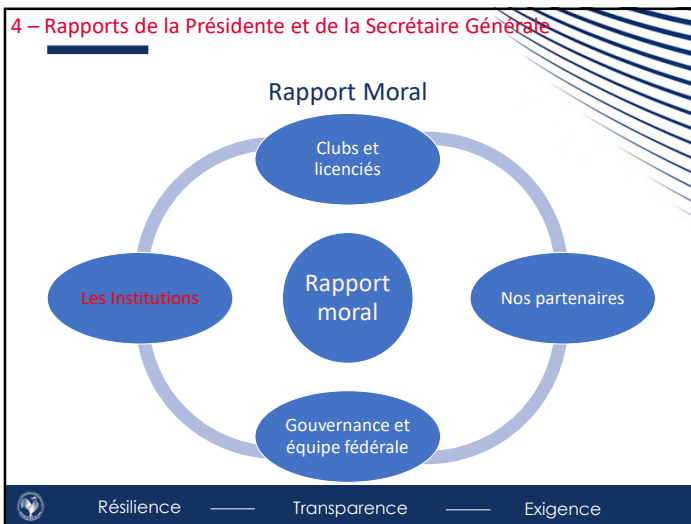 4 – Rapports de la Présidente et de la Secrétaire Générale
Rapport Moral
Clubs et
licenciés
Les Institutions
Rapport
moral
Nos partenaires
Gouvernance et
équipe fédérale
Résilience —— Transparence —— Exigence